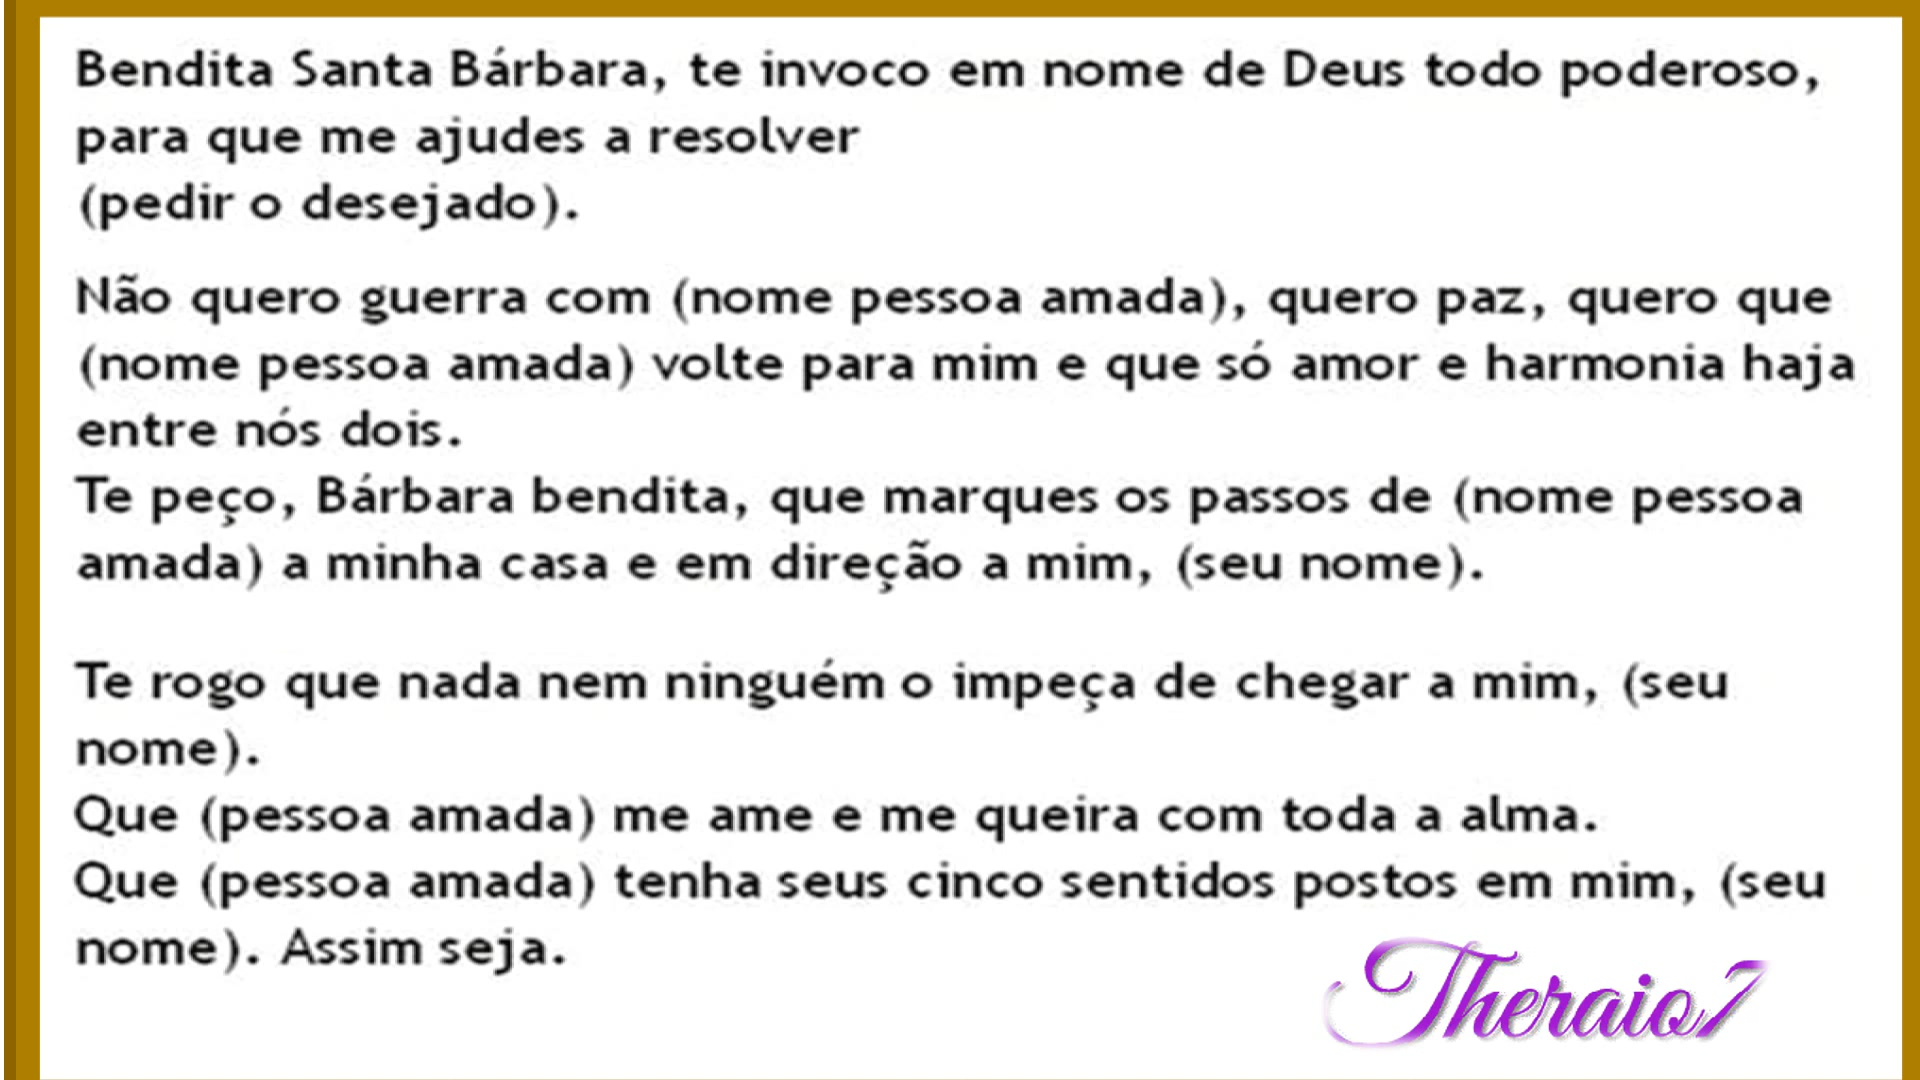 Bendita Santa Bárbara, te invoco em nome de Deus todo poderoso,
para que me ajudes a resolver
(pedir o desejado).
Não quero guerra com (nome pessoa amada), quero paz, quero que
(nome pessoa amada) volte para mim e que só amor e harmonia haja
entre nós dois.
Te peço, Bárbara bendita, que marques os passos de (nome pessoa
amada) a minha casa e em direção a mim, (seu nome).
Te rogo que nada nem ninguém o impeça de chegar a mim, (seu
nome).
Que (pessoa amada) me ame e me queira com toda a alma.
Que (pessoa amada) tenha seus cinco sentidos postos em mim, (seu
nome). Assim seja.
Theraio7